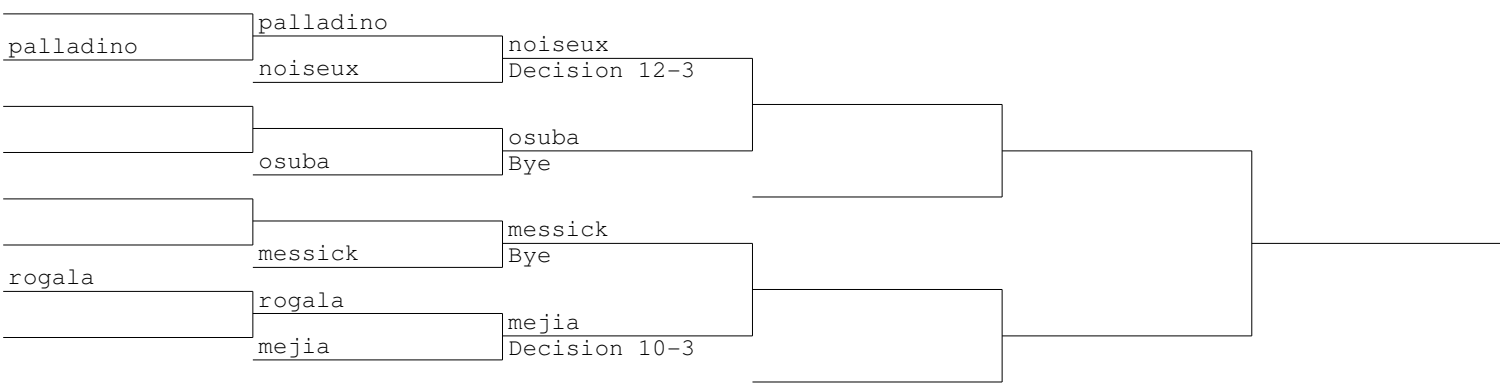 palladino
palladino
noiseux
noiseux
Decision 12-3
osuba
osuba
Bye
messick
messick
Bye
rogala
rogala
mejia
mejia
Decision 10-3